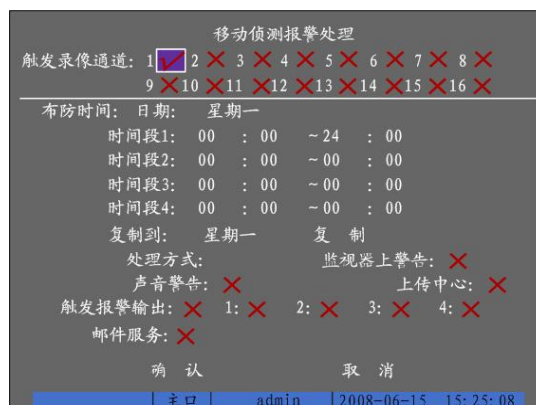 移动侦测报警处理
触发录像通道: 1 2 3 4 5 6 7 8
9 10 11 12 13 14 15 16
布防时间: 日期: 星期一
时间段1: 00 : 00 ~24 : 00
时间段2: 00 : 00 ~00 : 00
时间段3: 00 : 00 ~00 : 00
时间段4: 00 : 00 ~00 : 00
复制到: 星期一 复 制
处理方式: 监视器上警告:
声音警告: 上传中心:
触发报警输出: 1: 2: 3: 4:
邮件服务:
确 认 取 消
主口 admin 2008-06-15 15:25:08